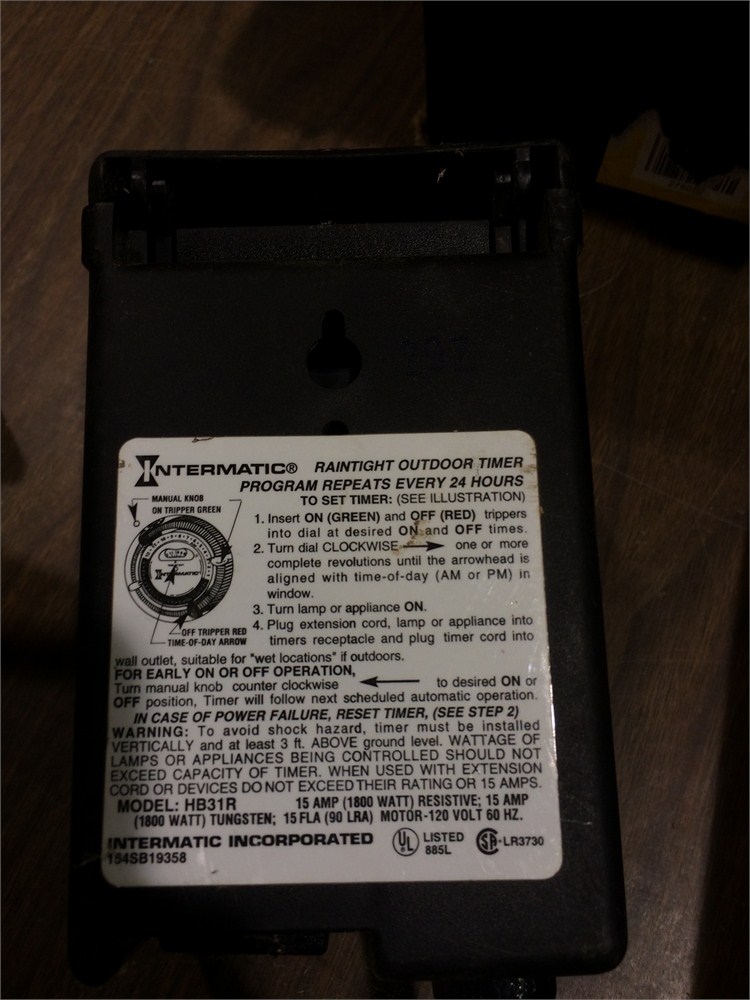 INTERMATIC® RAINTIGHT OUTDOOR TIMER
PROGRAM REPEATS EVERY 24 HOURS
TO SET TIMER: (SEE ILLUSTRATION)
MANUAL KNOB
ON TRIPPER GREEN
INTERMATIC
OFF TRIPPER RED
TIME-OF-DAY ARROW
1. Insert ON (GREEN) and OFF (RED) trippers
into dial at desired ON and OFF times.
2. Turn dial CLOCKWISE → one or more
complete revolutions until the arrowhead is
aligned with time-of-day (AM or PM) in
window.
3. Turn lamp or appliance ON.
4. Plug extension cord, lamp or appliance into
timers receptacle and plug timer cord into
wall outlet, suitable for "wet locations" if outdoors.
FOR EARLY ON OR OFF OPERATION,
Turn manual knob counter clockwise ← to desired ON or
OFF position, Timer will follow next scheduled automatic operation.
IN CASE OF POWER FAILURE, RESET TIMER, (SEE STEP 2)
WARNING: To avoid shock hazard, timer must be installed
VERTICALLY and at least 3 ft. ABOVE ground level. WATTAGE OF
LAMPS OR APPLIANCES BEING CONTROLLED SHOULD NOT
EXCEED CAPACITY OF TIMER. WHEN USED WITH EXTENSION
CORD OR DEVICES DO NOT EXCEED THEIR RATING OR 15 AMPS.
MODEL: HB31R 15 AMP (1800 WATT) RESISTIVE; 15 AMP
(1800 WATT) TUNGSTEN; 15 FLA (90 LRA) MOTOR-120 VOLT 60 HZ.
INTERMATIC INCORPORATED
154SB19358
UL LISTED
885L
SA-LR3730